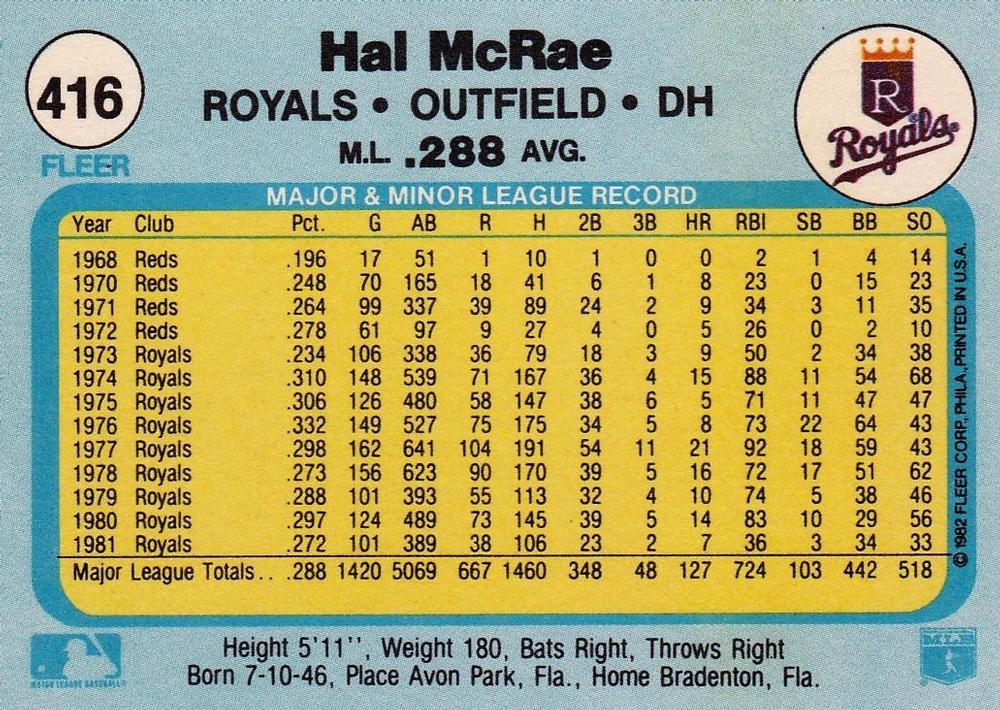 416
FLEER
Hal McRae
ROYALS • OUTFIELD • DH
M.L. .288 AVG.
R
Royals
MAJOR & MINOR LEAGUE RECORD
Year Club Pct. G AB R H 2B 3B HR RBI SB BB SO
1968 Reds .196 17 51 1 10 1 0 0 2 1 4 14
1970 Reds .248 70 165 18 41 6 1 8 23 0 15 23
1971 Reds .264 99 337 39 89 24 2 9 34 3 11 35
1972 Reds .278 61 97 9 27 4 0 5 26 0 2 10
1973 Royals .234 106 338 36 79 18 3 9 50 2 34 38
1974 Royals .310 148 539 71 167 36 4 15 88 11 54 68
1975 Royals .306 126 480 58 147 38 6 5 71 11 47 47
1976 Royals .332 149 527 75 175 34 5 8 73 22 64 43
1977 Royals .298 162 641 104 191 54 11 21 92 18 59 43
1978 Royals .273 156 623 90 170 39 5 16 72 17 51 62
1979 Royals .288 101 393 55 113 32 4 10 74 5 38 46
1980 Royals .297 124 489 73 145 39 5 14 83 10 29 56
1981 Royals .272 101 389 38 106 23 2 7 36 3 34 33
Major League Totals.. .288 1420 5069 667 1460 348 48 127 724 103 442 518
© 1982 FLEER CORP., PHILA., PRINTED IN U.S.A.
Height 5'11'', Weight 180, Bats Right, Throws Right
Born 7-10-46, Place Avon Park, Fla., Home Bradenton, Fla.
MAJOR LEAGUE BASEBALL